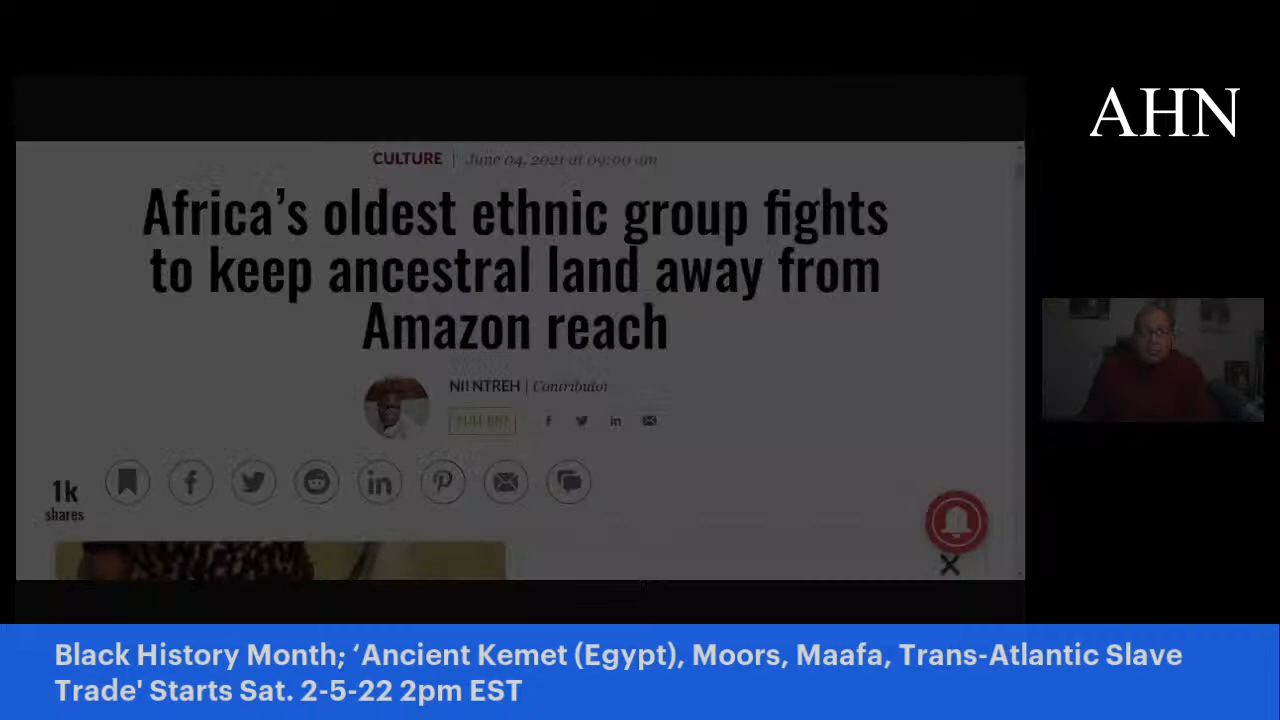 AHN
CULTURE | June 04, 2021 at 09:00 am
Africa's oldest ethnic group fights
to keep ancestral land away from
Amazon reach
NII NTREH | Contributor
FULL BIO
1k
shares
Black History Month; ‘Ancient Kemet (Egypt), Moors, Maafa, Trans-Atlantic Slave
Trade' Starts Sat. 2-5-22 2pm EST